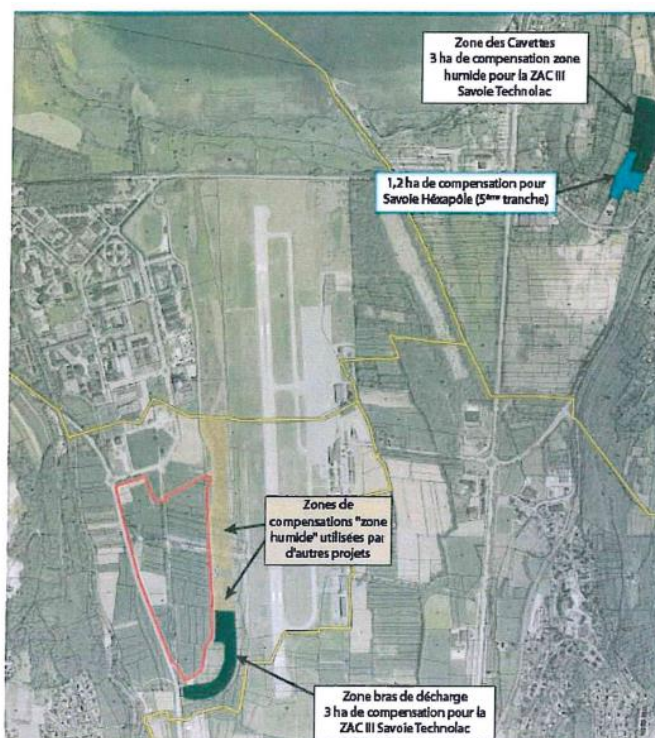 Zone des Cavettes
3 ha de compensation zone
humide pour la ZAC III
Savoie Technolac
1,2 ha de compensation pour
Savoie Héxapôle (5ème tranche)
Zones de
compensations "zone
humide" utilisées par
d'autres projets
Zone bras de décharge
3 ha de compensation pour la
ZAC III Savoie Technolac